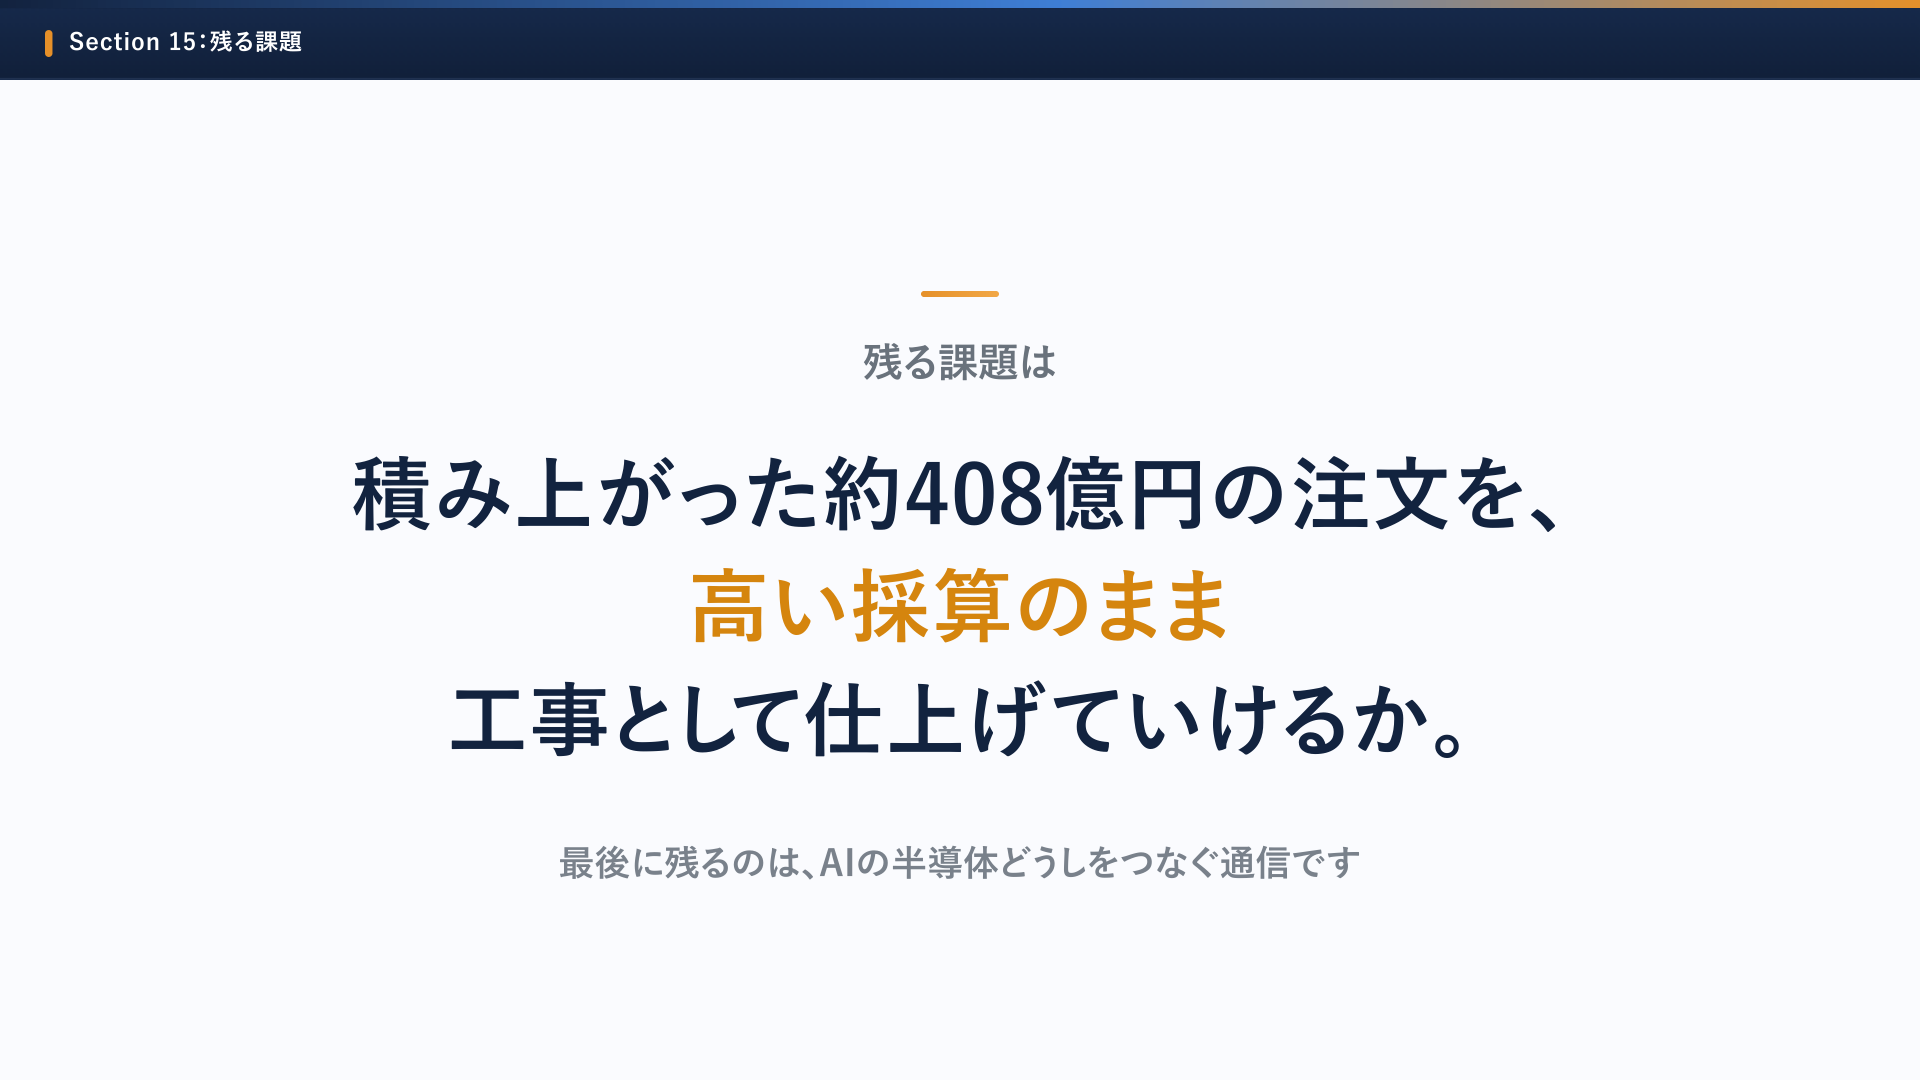 Section 15：残る課題
残る課題は
積み上がった約408億円の注文を、
高い採算のまま
工事として仕上げていけるか。
最後に残るのは、AIの半導体どうしをつなぐ通信です